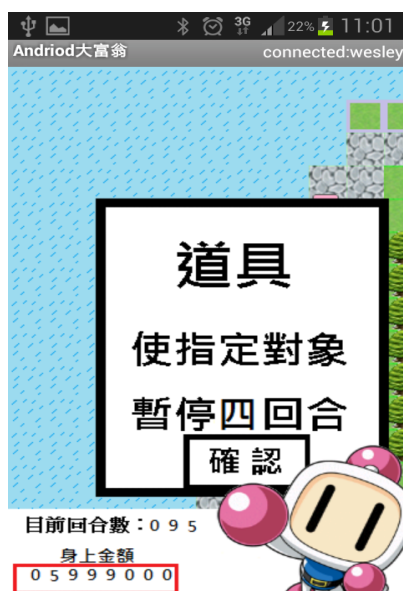 3G 22% 11:01
Andriod大富翁 connected:wesley
道具
使指定對象
暫停四回合
確認
目前回合數：095
身上金額
05999000